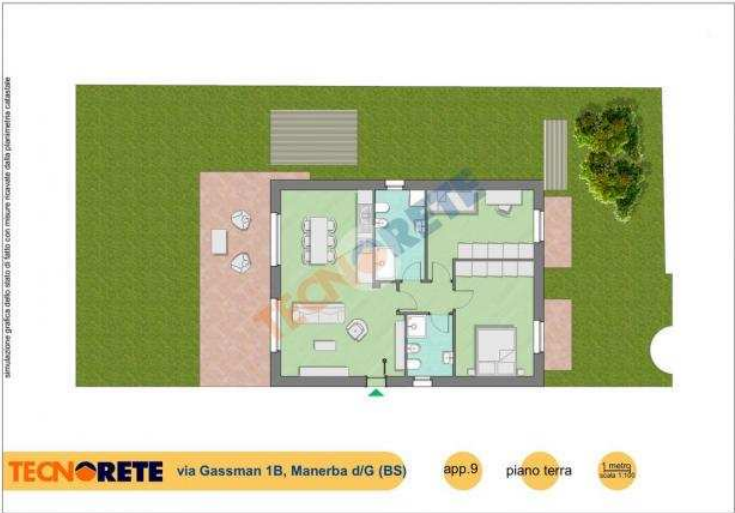 simulazione grafica dello stato di fatto con misure ricavate dalla planimetria catastale
TECNORETE
TECNORETE via Gassman 1B, Manerba d/G (BS) app.9 piano terra 1 metro
scala 1:100